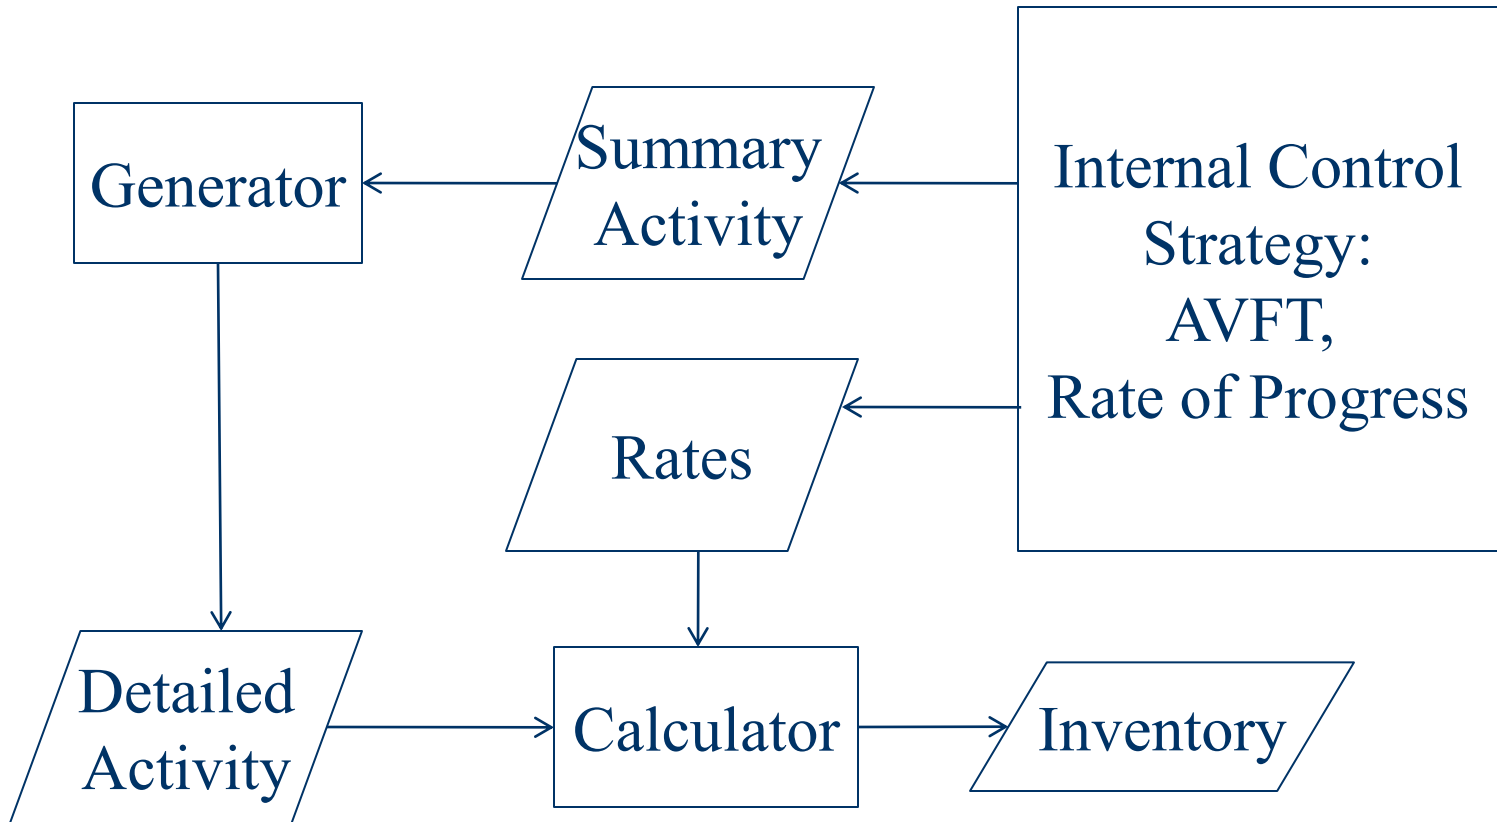 Generator
Summary
Activity
Internal Control
Strategy:
AVFT,
Rate of Progress
Rates
Detailed
Activity
Calculator
Inventory